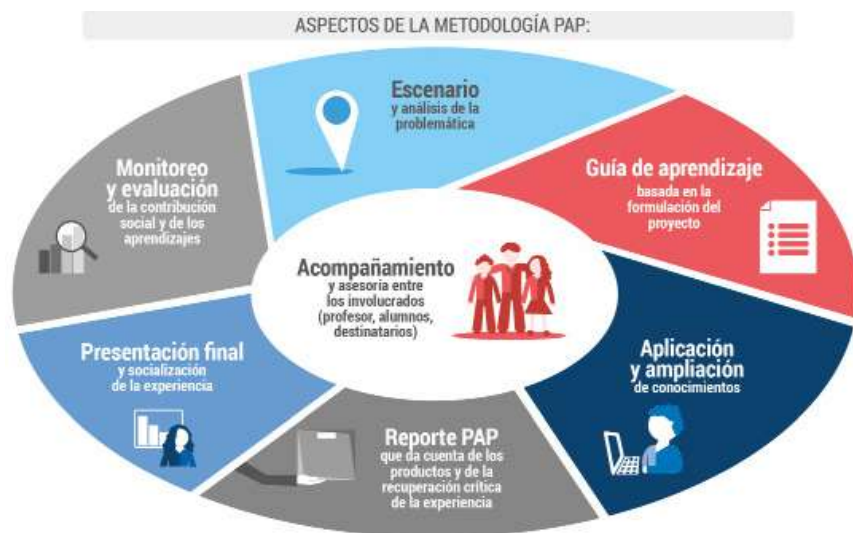 ASPECTOS DE LA METODOLOGÍA PAP:
Escenario
y análisis de la
problemática
Guía de aprendizaje
basada en la
formulación del
proyecto
Aplicación
y ampliación
de conocimientos
Reporte PAP
que da cuenta de los
productos y de la
recuperación crítica
de la experiencia
Presentación final
y socialización
de la experiencia
Monitoreo
y evaluación
de la contribución
social y de los
aprendizajes
Acompañamiento
y asesoría entre
los involucrados
(profesor, alumnos,
destinatarios)